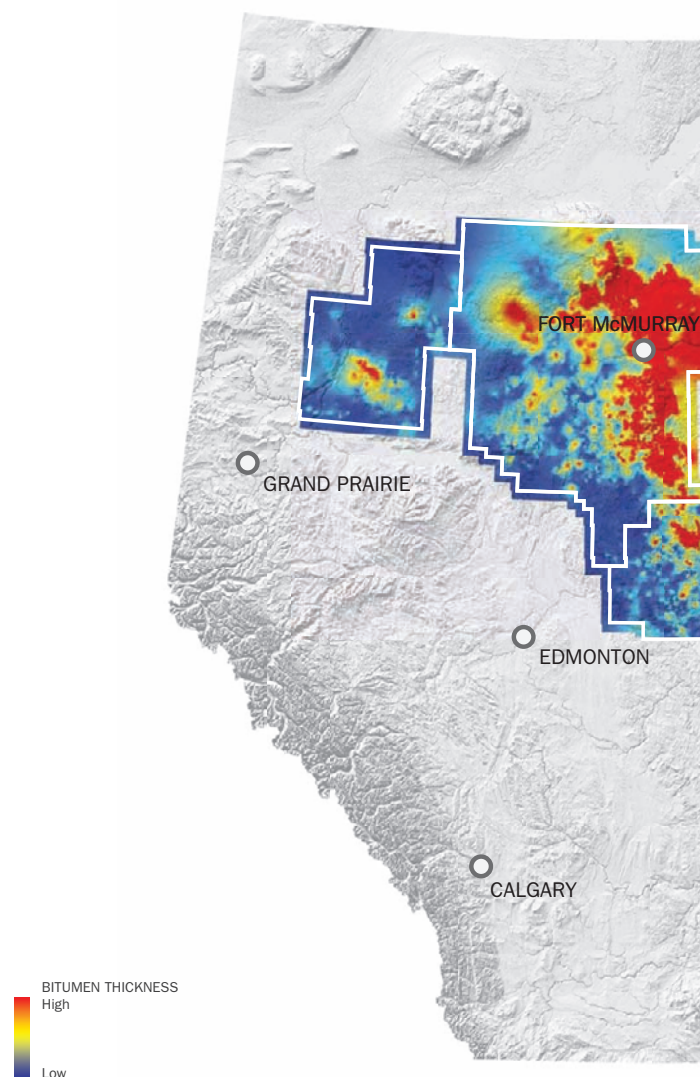 FORT McMURRAY
GRAND PRAIRIE
EDMONTON
CALGARY
BITUMEN THICKNESS
High
Low